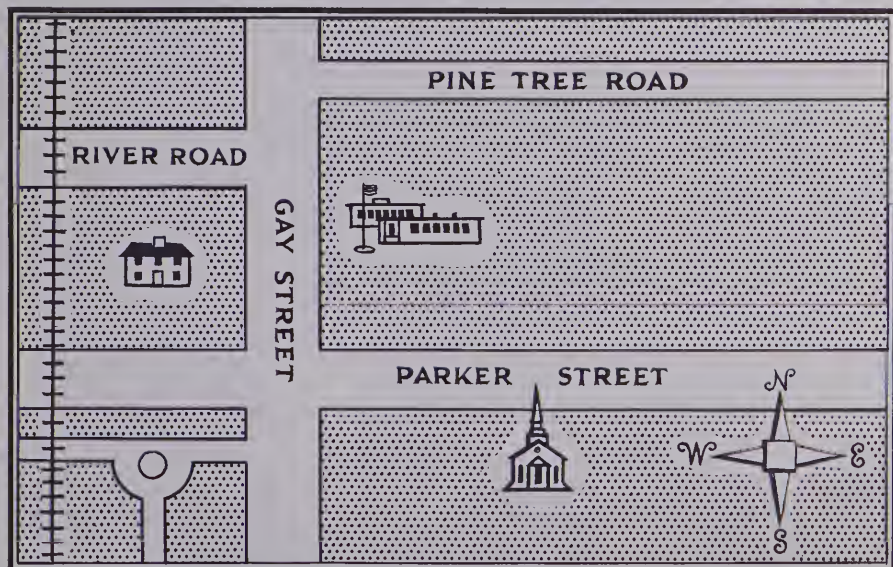 PINE TREE ROAD
RIVER ROAD
GAY STREET
PARKER STREET
N
W E
S